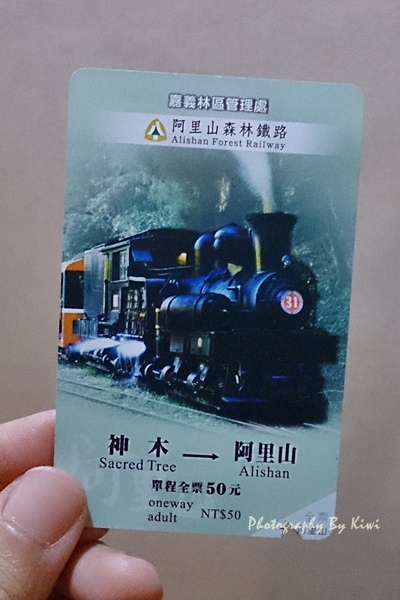 嘉義林區管理處
阿里山森林鐵路
Alishan Forest Railway
31
神木 → 阿里山
Sacred Tree Alishan
單程全票 50 元
oneway
adult NT$50
Photography By Kiwi